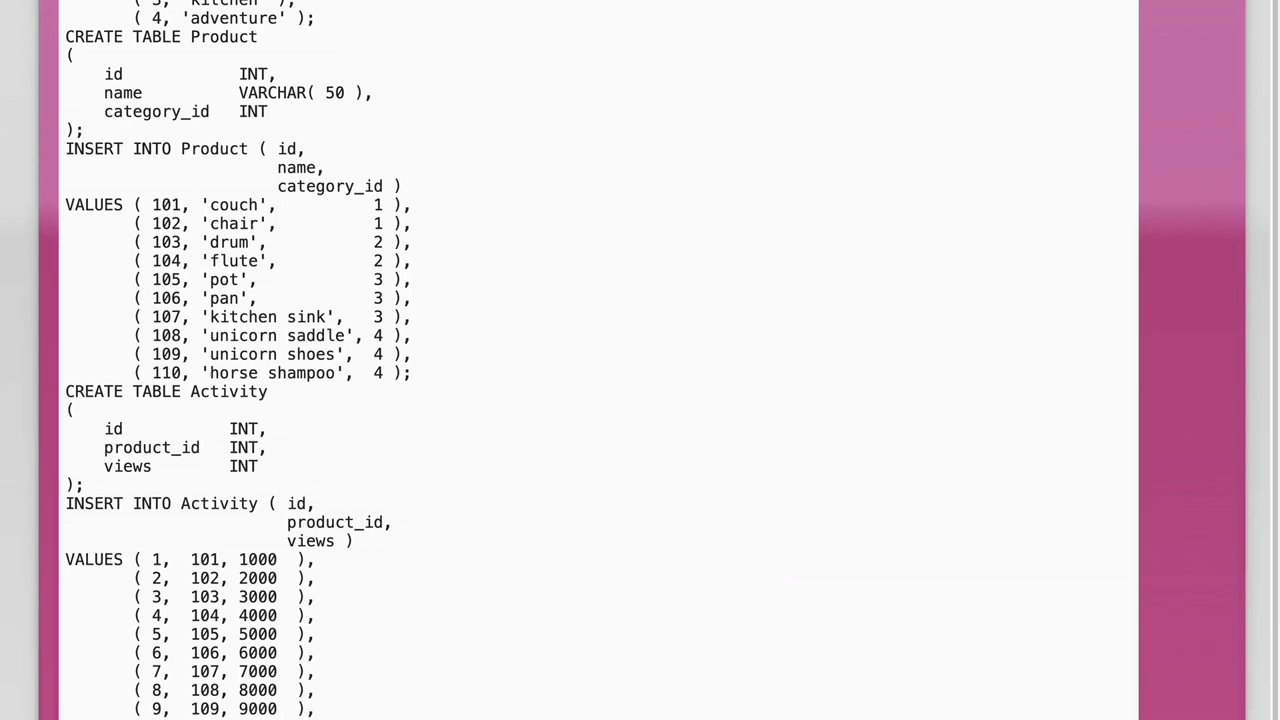 ( 3, 'kitchen' ),
( 4, 'adventure' );
CREATE TABLE Product
(
id INT,
name VARCHAR( 50 ),
category_id INT
);
INSERT INTO Product ( id,
name,
category_id )
VALUES ( 101, 'couch', 1 ),
( 102, 'chair', 1 ),
( 103, 'drum', 2 ),
( 104, 'flute', 2 ),
( 105, 'pot', 3 ),
( 106, 'pan', 3 ),
( 107, 'kitchen sink', 3 ),
( 108, 'unicorn saddle', 4 ),
( 109, 'unicorn shoes', 4 ),
( 110, 'horse shampoo', 4 );
CREATE TABLE Activity
(
id INT,
product_id INT,
views INT
);
INSERT INTO Activity ( id,
product_id,
views )
VALUES ( 1, 101, 1000 ),
( 2, 102, 2000 ),
( 3, 103, 3000 ),
( 4, 104, 4000 ),
( 5, 105, 5000 ),
( 6, 106, 6000 ),
( 7, 107, 7000 ),
( 8, 108, 8000 ),
( 9, 109, 9000 ),